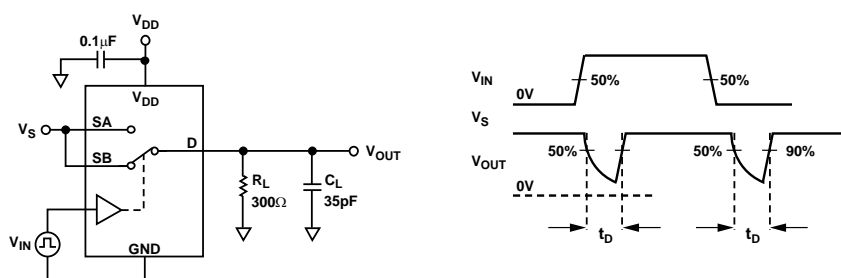 VDD
0.1μF
VDD
VS
SA
SB
D
VOUT
RL
300Ω
CL
35pF
VIN
GND
VIN
0V
50%
50%
VS
VOUT
50%
50%
90%
0V
tD
tD